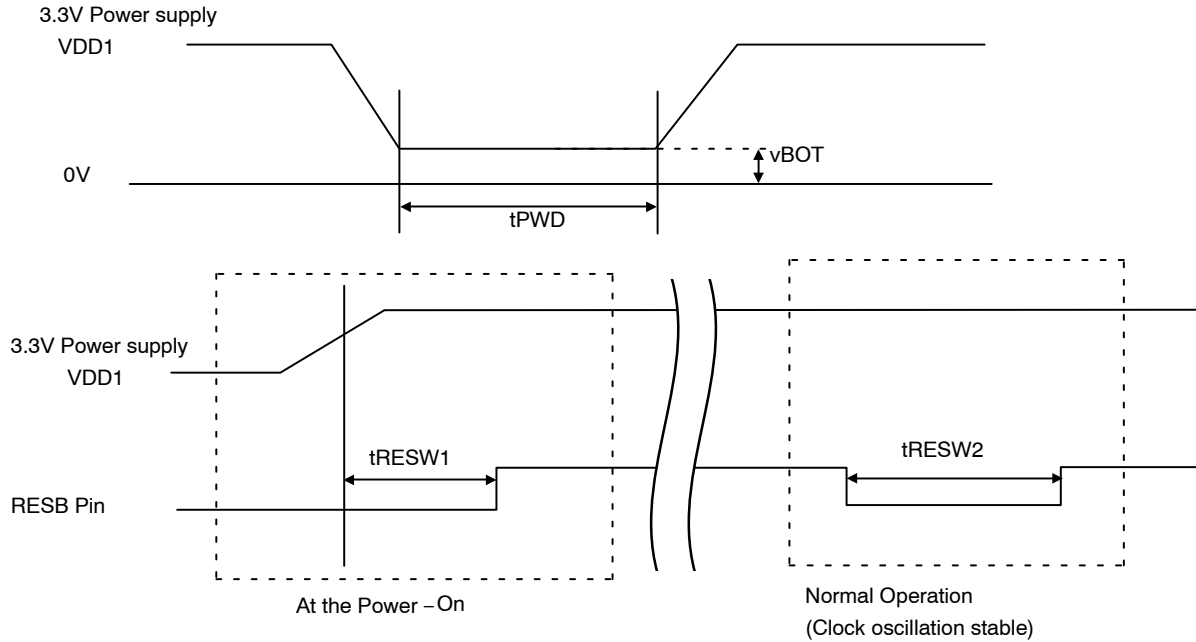 3.3V Power supply
VDD1
vBOT
0V
tPWD
3.3V Power supply
VDD1
tRESW1
tRESW2
RESB Pin
At the Power –On
Normal Operation
(Clock oscillation stable)